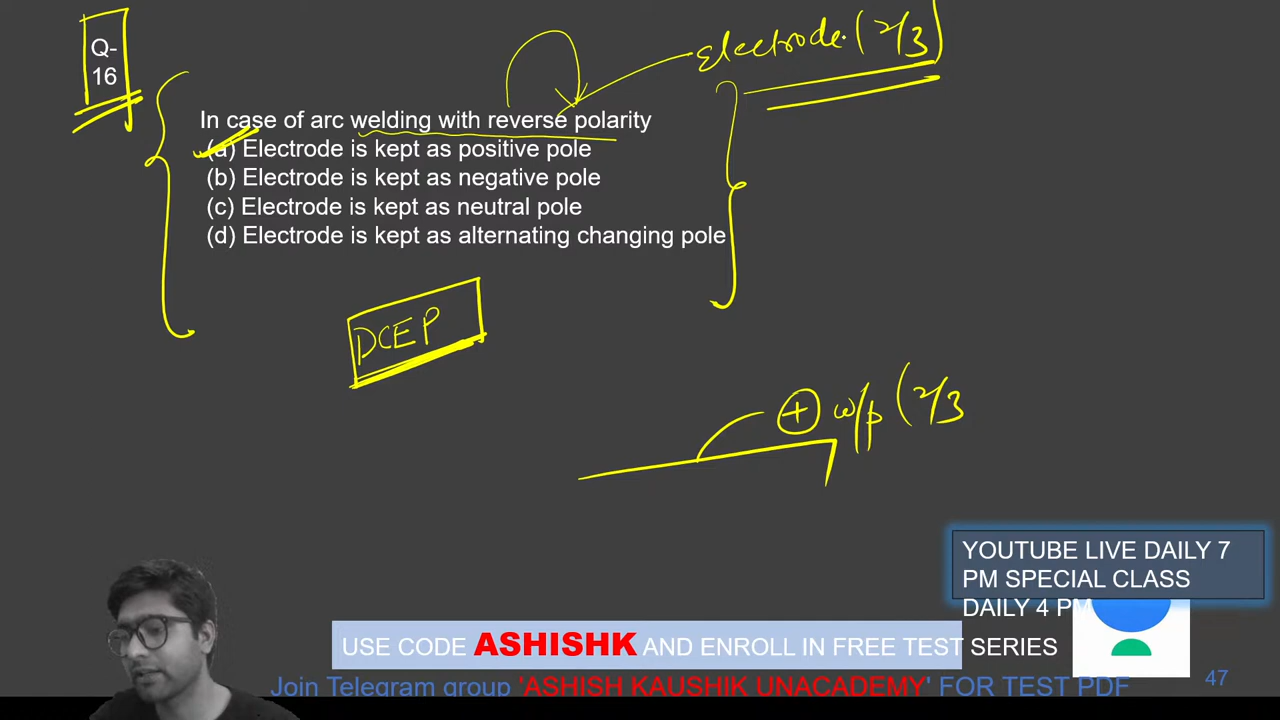 Q-
16
Electrode (2/3)
In case of arc welding with reverse polarity
(a) Electrode is kept as positive pole
(b) Electrode is kept as negative pole
(c) Electrode is kept as neutral pole
(d) Electrode is kept as alternating changing pole
DCEP
+ w/p (2/3
YOUTUBE LIVE DAILY 7
PM SPECIAL CLASS
DAILY 4 PM
USE CODE ASHISHK AND ENROLL IN FREE TEST SERIES
Join Telegram group 'ASHISH KAUSHIK UNACADEMY' FOR TEST PDF
47